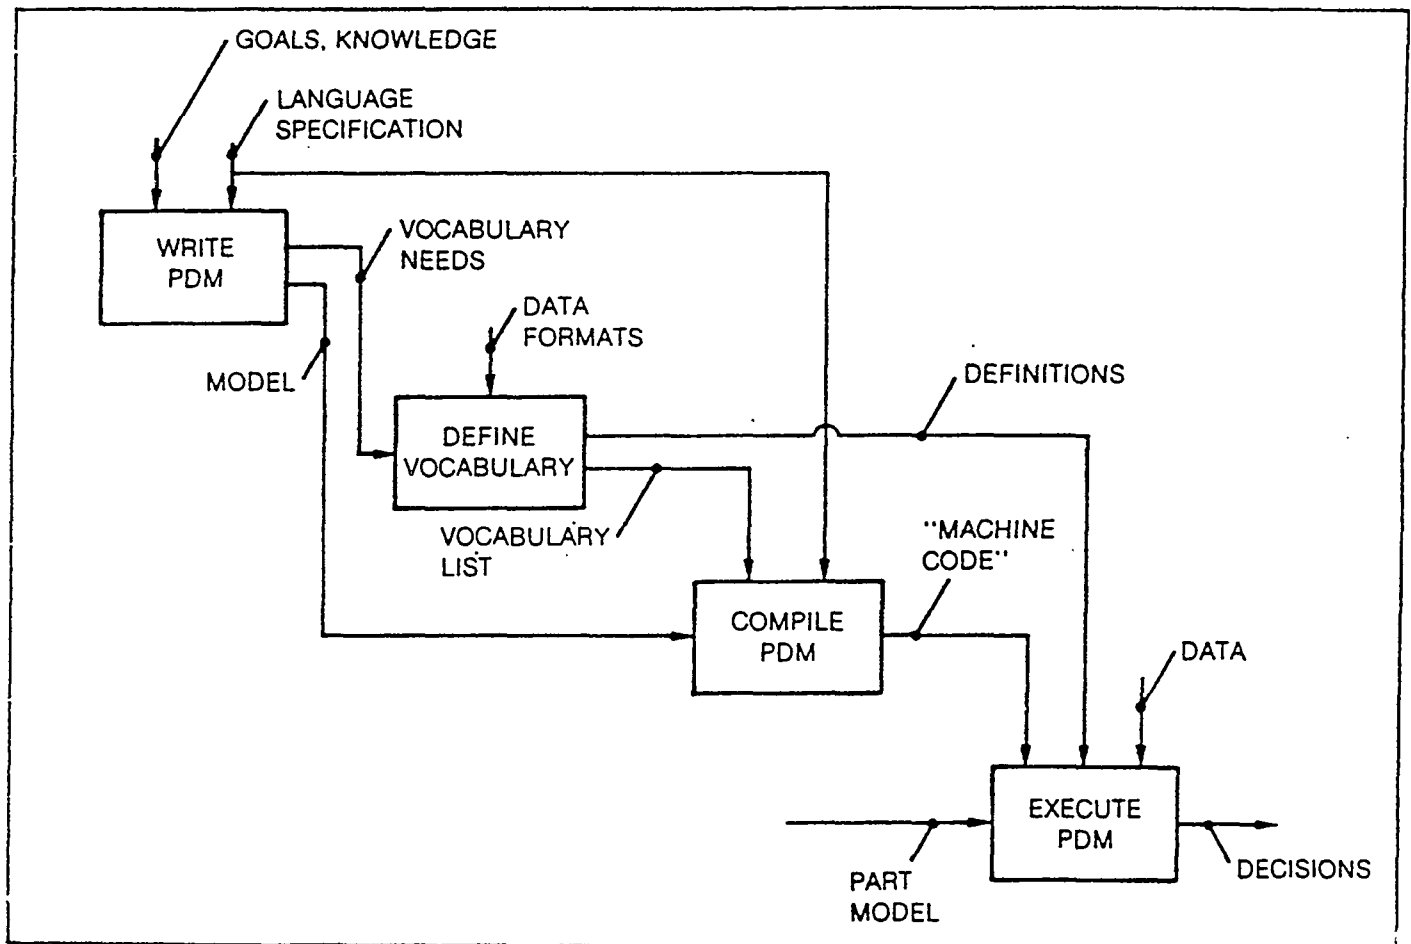 GOALS, KNOWLEDGE
LANGUAGE
SPECIFICATION
WRITE
PDM
VOCABULARY
NEEDS
DATA
FORMATS
MODEL
DEFINITIONS
DEFINE
VOCABULARY
VOCABULARY
LIST
"MACHINE
CODE"
COMPILE
PDM
DATA
EXECUTE
PDM
PART
MODEL
DECISIONS